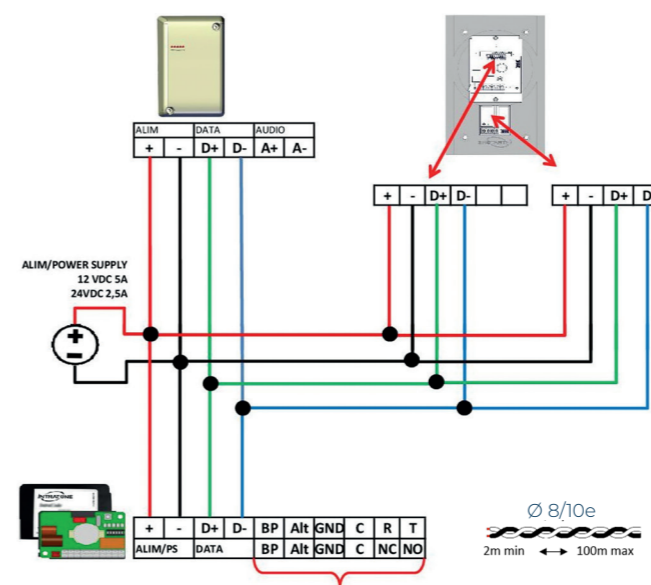 ALIM DATA AUDIO
+ - D+ D- A+ A-
+ - D+ D-
+ - D+ D
ALIM/POWER SUPPLY
12 VDC 5A
24VDC 2,5A
+
-
+ - D+ D- BP Alt GND C R T
ALIM/PS DATA BP Alt GND C NC NO
Ø 8/10e
2m min 100m max